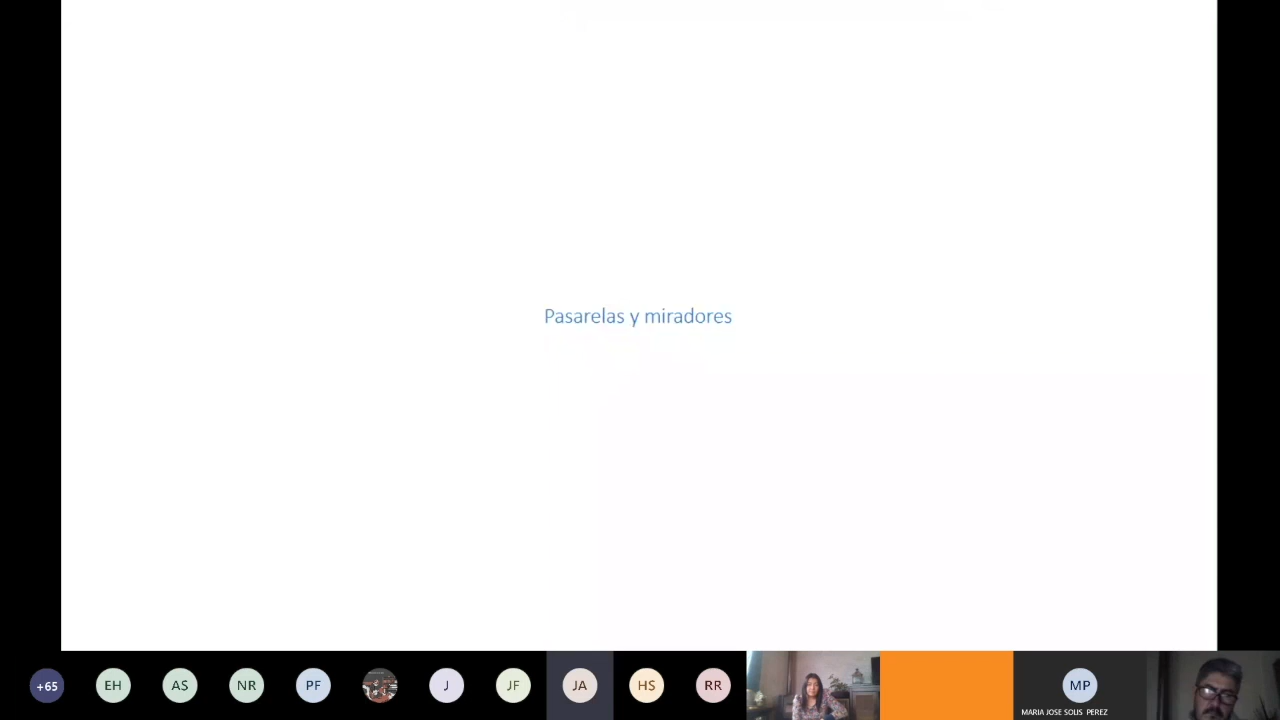 Pasarelas y miradores
+65
EH
AS
NR
PF
J
JF
JA
HS
RR
MP
MARIA JOSE SOLIS PEREZ